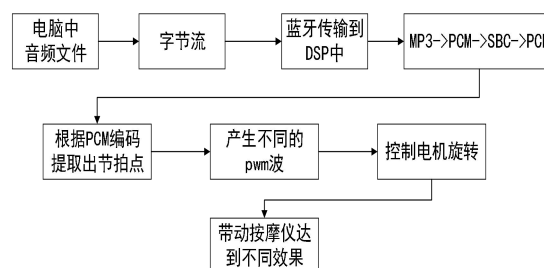 电脑中
音频文件
字节流
蓝牙传输到
DSP中
MP3->PCM->SBC->PCM
根据PCM编码
提取出节拍点
产生不同的
pwm波
控制电机旋转
带动按摩仪达
到不同效果